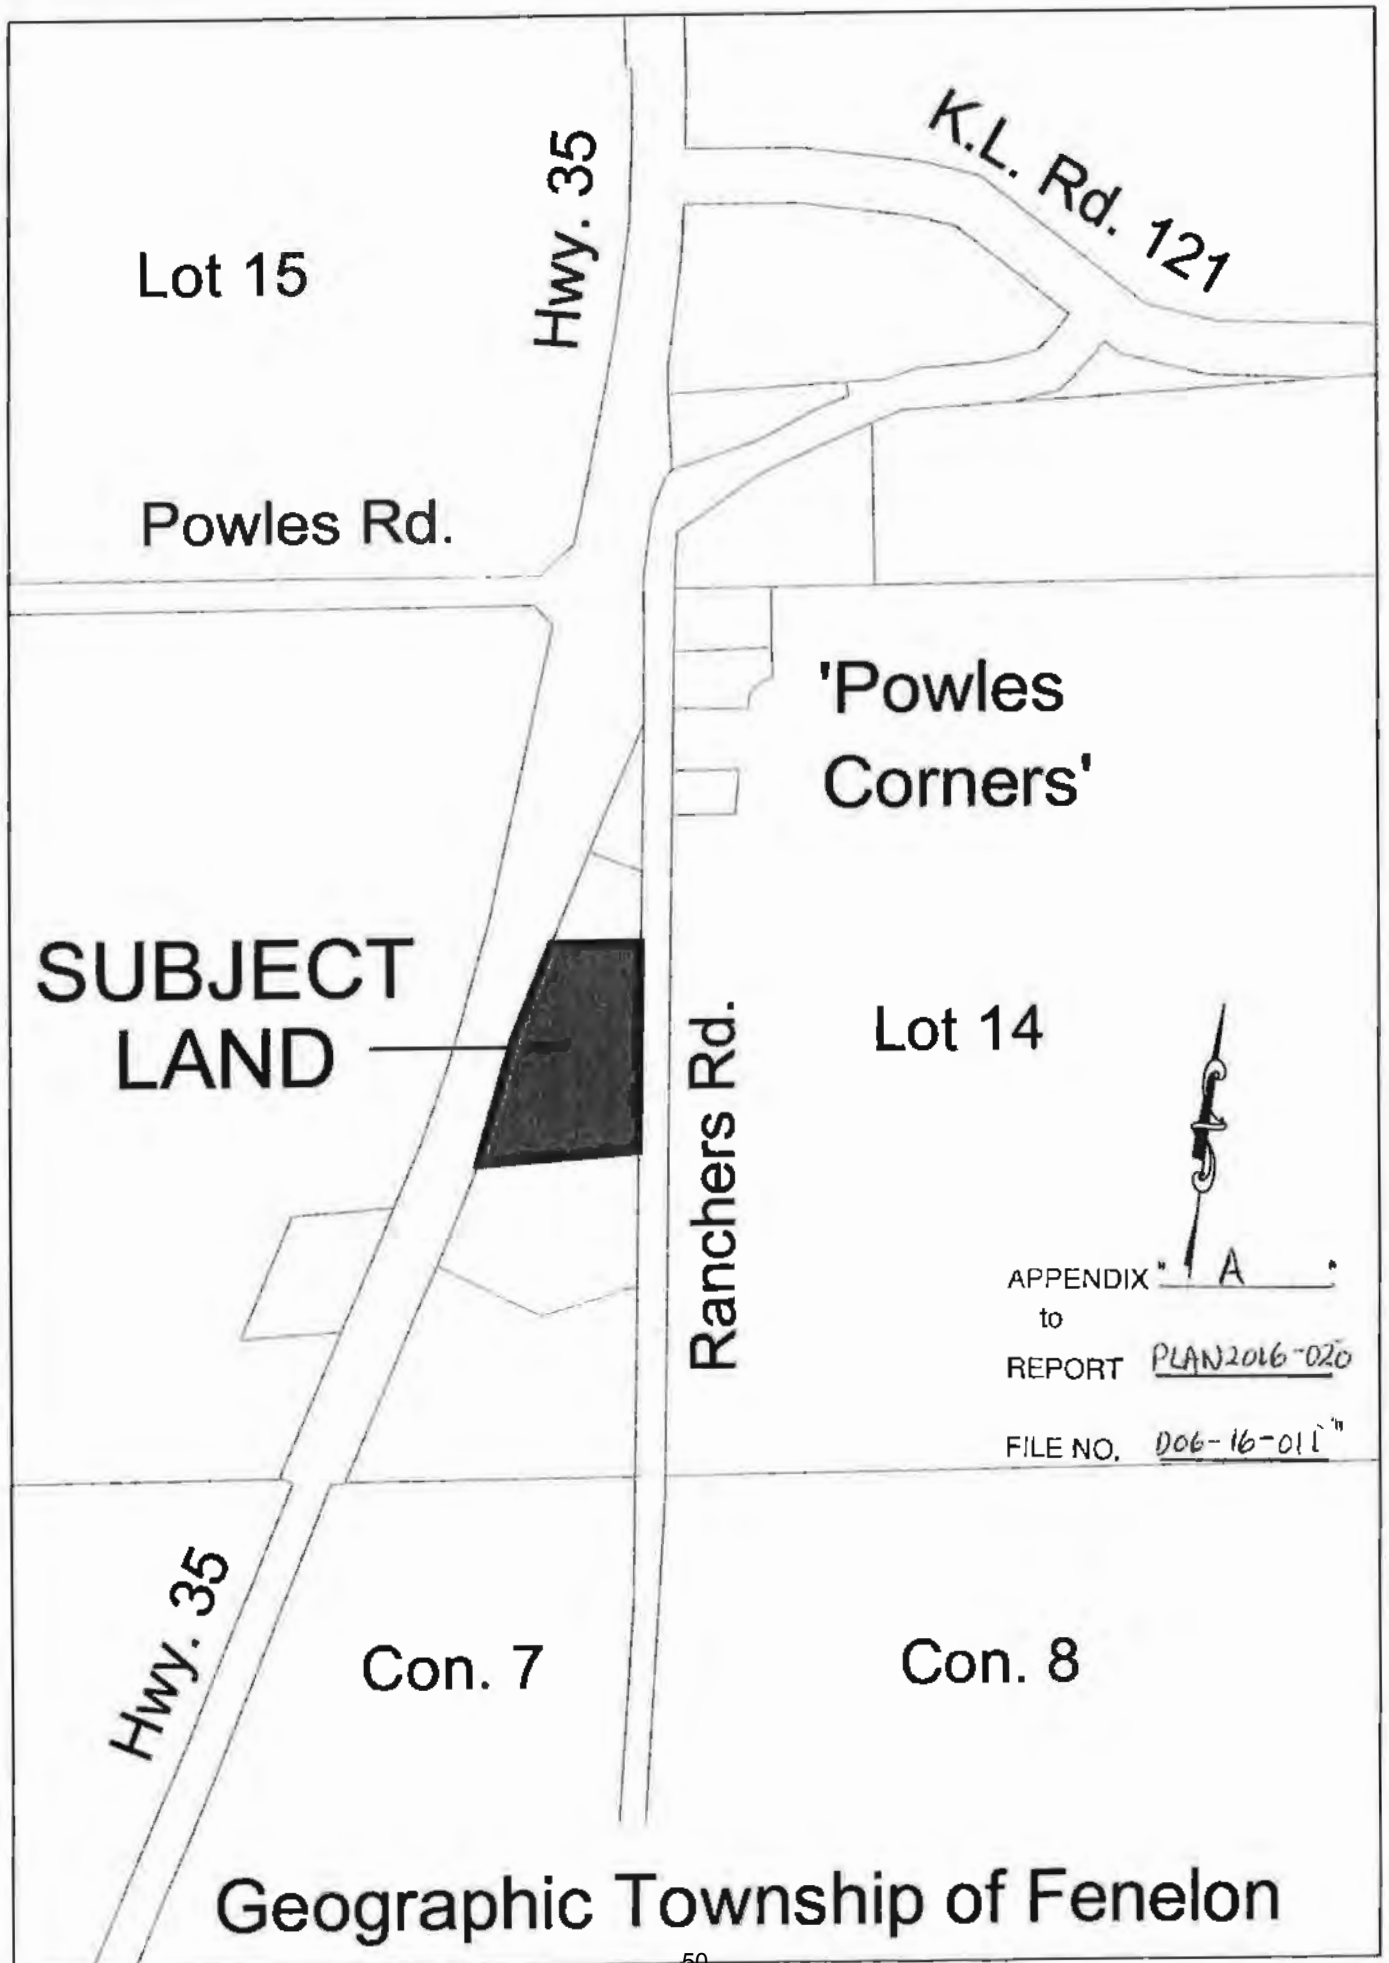 K.L. Rd. 121
Hwy. 35
Lot 15
Powles Rd.
'Powles
Corners'
SUBJECT
LAND
Lot 14
Ranchers Rd.
APPENDIX " A "
to
REPORT PLAN2016-020
FILE NO. D06-16-011"
Hwy. 35
Con. 7
Con. 8
Geographic Township of Fenelon
50